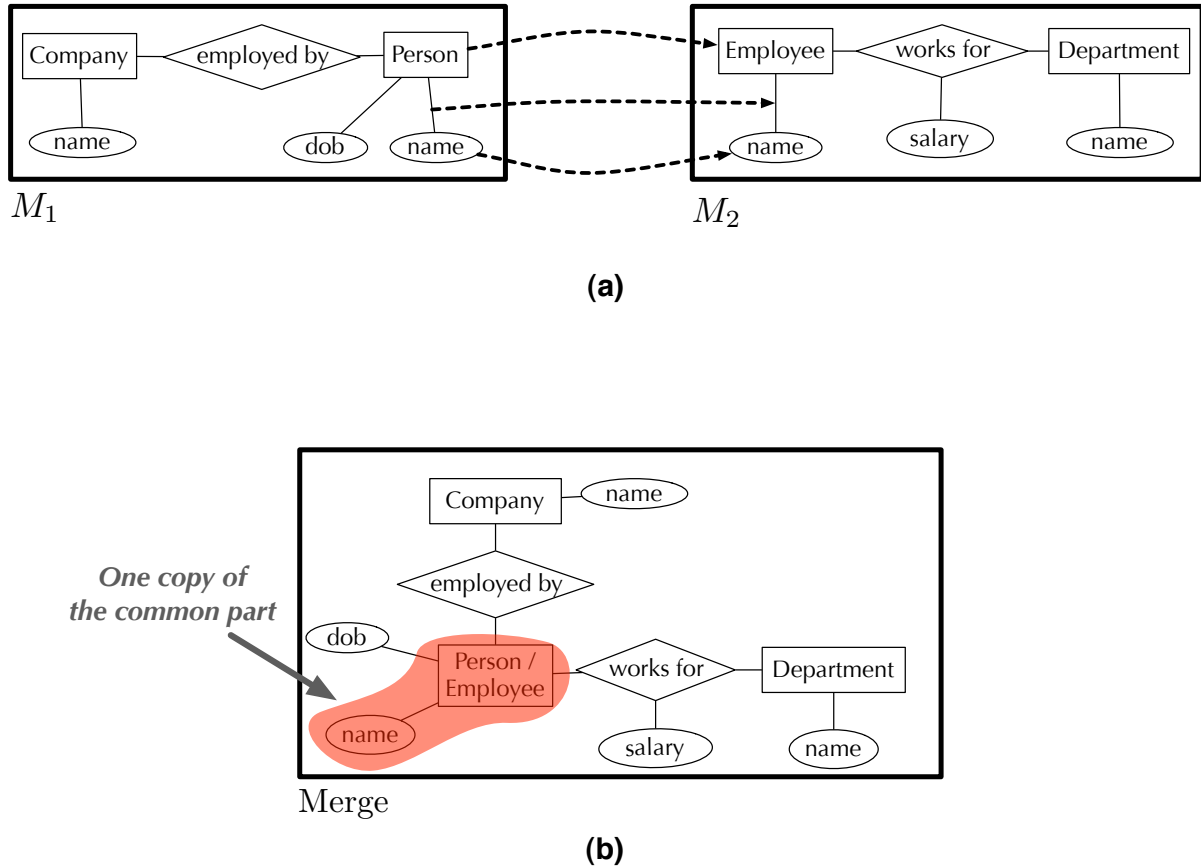 Company
employed by
Person
name
dob
name
M1
Employee
works for
Department
name
salary
name
M2
(a)
Company
name
employed by
One copy of
the common part
dob
Person /
Employee
works for
Department
name
salary
name
Merge
(b)